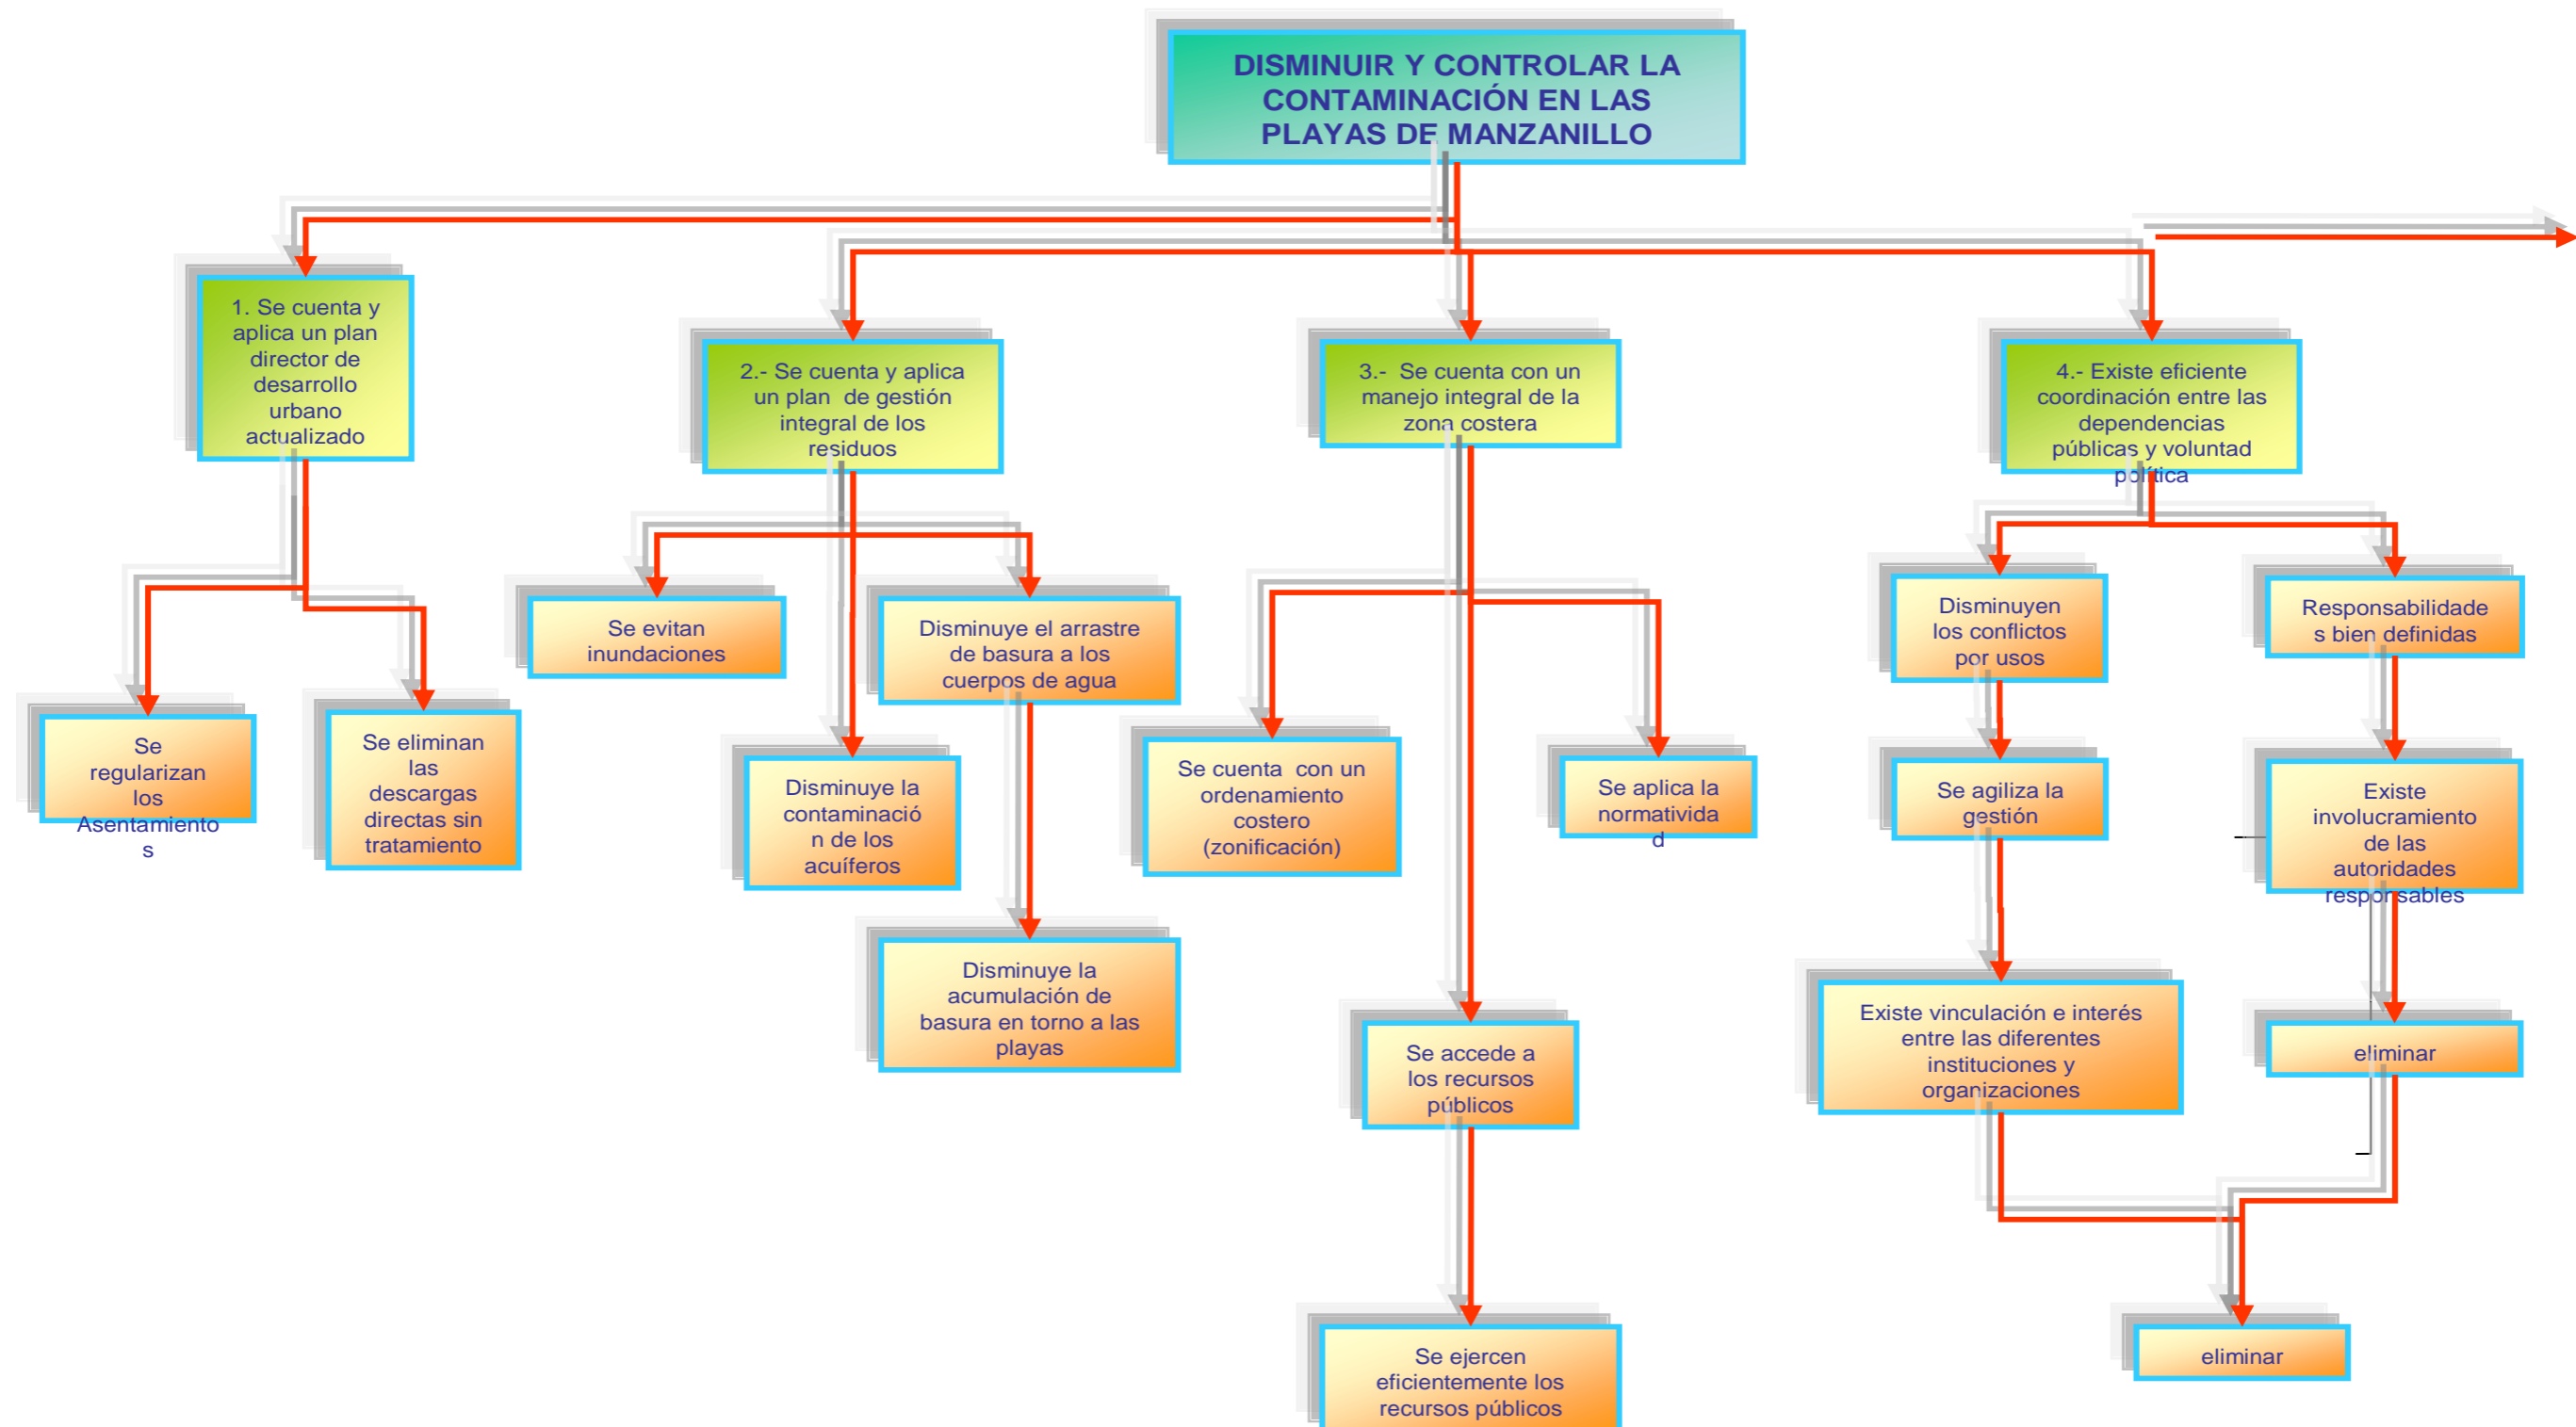 DISMINUIR Y CONTROLAR LA
CONTAMINACIÓN EN LAS
PLAYAS DE MANZANILLO
1. Se cuenta y
aplica un plan
director de
desarrollo
urbano
actualizado
2.- Se cuenta y aplica
un plan  de gestión
integral de los
residuos
3.-  Se cuenta con un
manejo integral de la
zona costera
4.- Existe eficiente
coordinación entre las
dependencias
públicas y voluntad
política
Se
regularizan
los
Asentamiento
s
Se eliminan
las
descargas
directas sin
tratamiento
Se evitan
inundaciones
Disminuye el arrastre
de basura a los
cuerpos de agua
Disminuye la
contaminació
n de los
acuíferos
Disminuye la
acumulación de
basura en torno a las
playas
Se cuenta  con un
ordenamiento
costero
(zonificación)
Se aplica la
normativida
d
Se accede a
los recursos
públicos
Se ejercen
eficientemente los
recursos públicos
Disminuyen
los conflictos
por usos
Se agiliza la
gestión
Existe vinculación e interés
entre las diferentes
instituciones y
organizaciones
Responsabilidade
s bien definidas
Existe
involucramiento
de las
autoridades
responsables
eliminar
eliminar